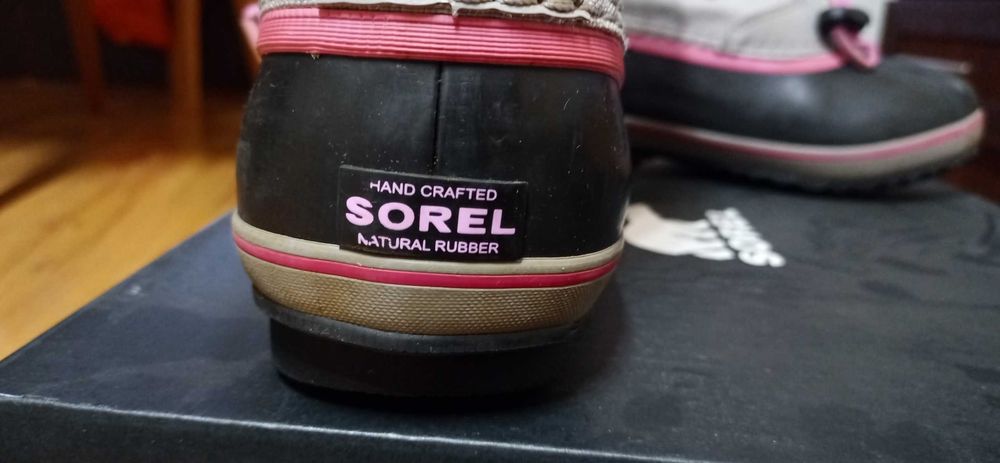 HAND CRAFTED
SOREL
NATURAL RUBBER